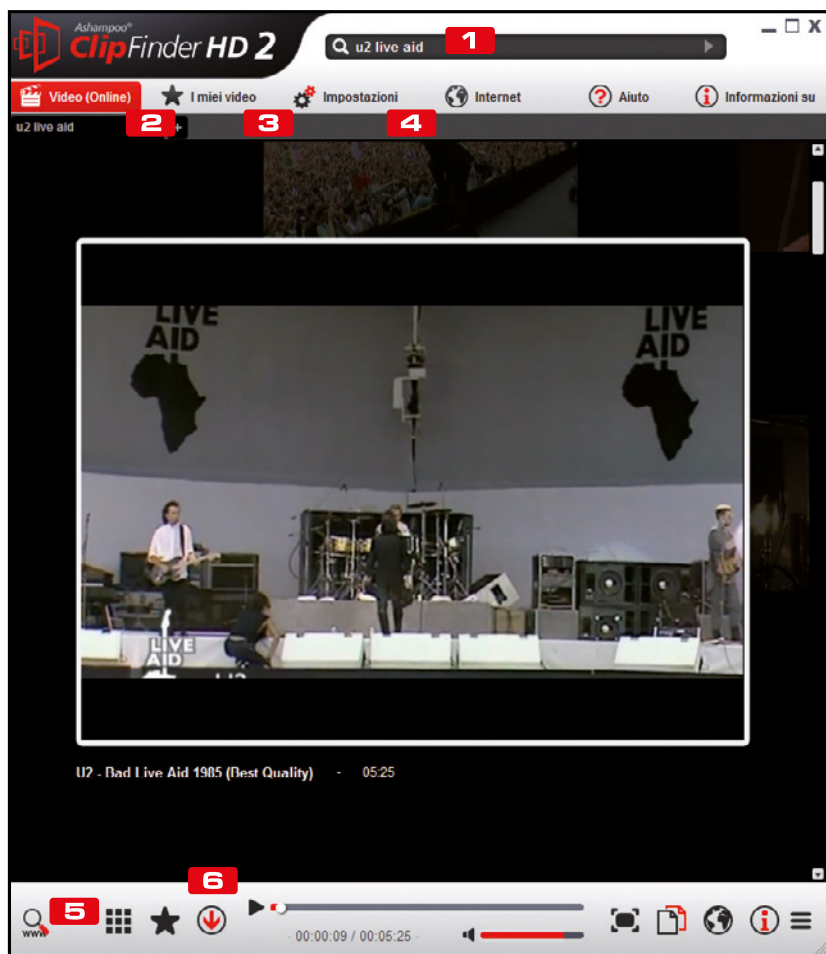 Ashampoo®
ClipFinder HD 2
u2 live aid
1
X
Video (Online) I miei video Impostazioni Internet Aiuto Informazioni su
2 3 4
u2 live aid +
LIVE AID
LIVE AID
LIVE AID
U2 - Bad Live Aid 1985 (Best Quality) - 05:25
6
5
www
- 00:00:09 / 00:05:25 -